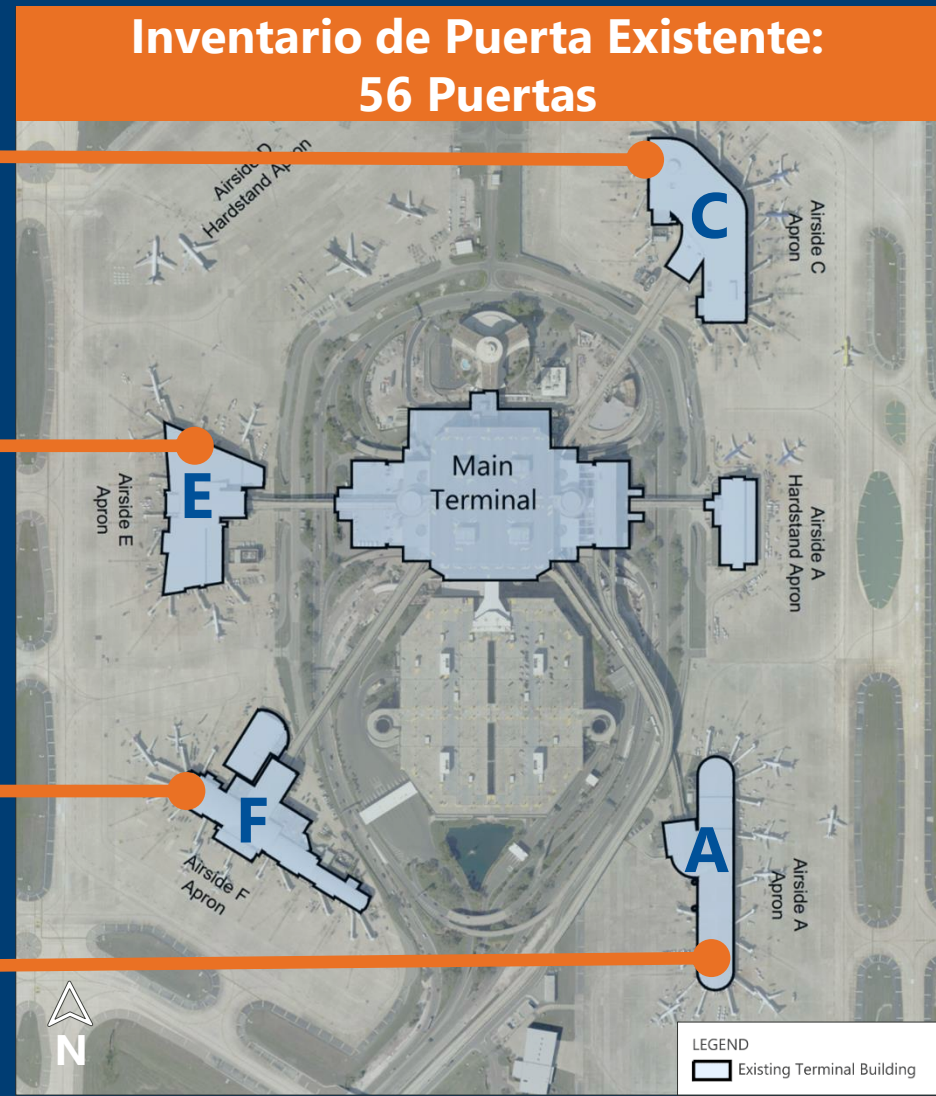 Inventario de Puerta Existente:
56 Puertas
Airside D
Hardstand Apron
C
Airside C
Apron
Main
Terminal
E
Airside E
Apron
Airside A
Hardstand Apron
F
Airside F
Apron
A
Airside A
Apron
N
LEGEND
Existing Terminal Building